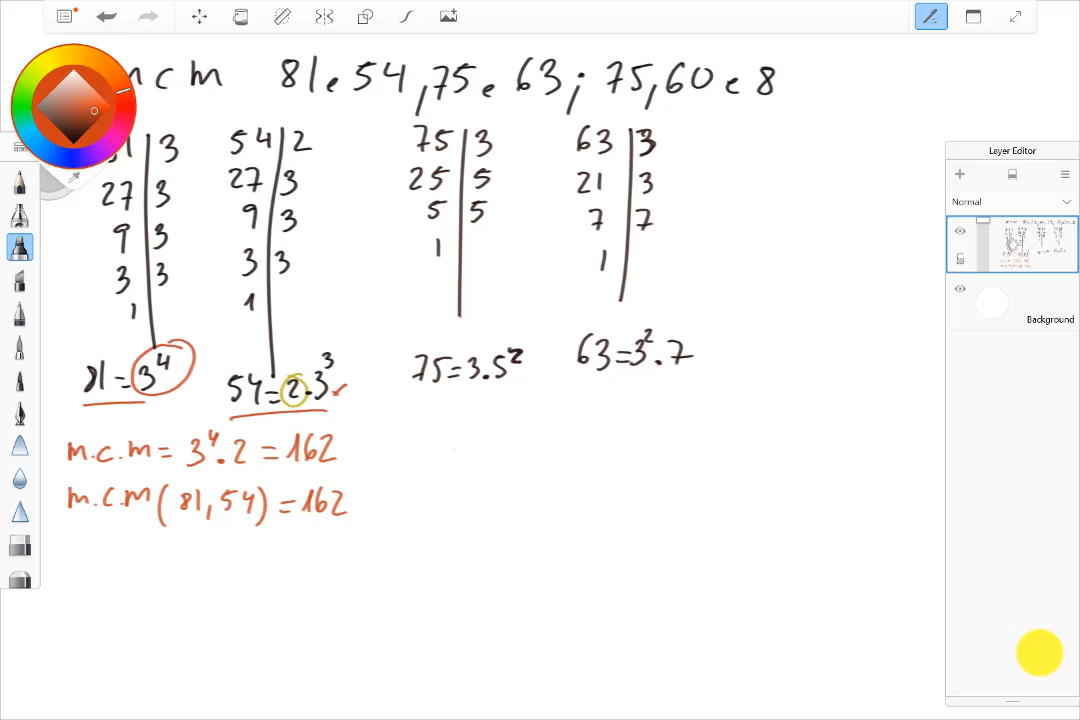 m c m 81 e 54, 75 e 63; 75, 60 e 8
81 | 3
27 | 3
9 | 3
3 | 3
1
81 = 3⁴
54 | 2
27 | 3
9 | 3
3 | 3
1
54 = 2 . 3³
75 | 3
25 | 5
5 | 5
1
75 = 3 . 5²
63 | 3
21 | 3
7 | 7
1
63 = 3² . 7
m.c.m = 3⁴ . 2 = 162
m.c.m (81, 54) = 162
Layer Editor
Normal
Background